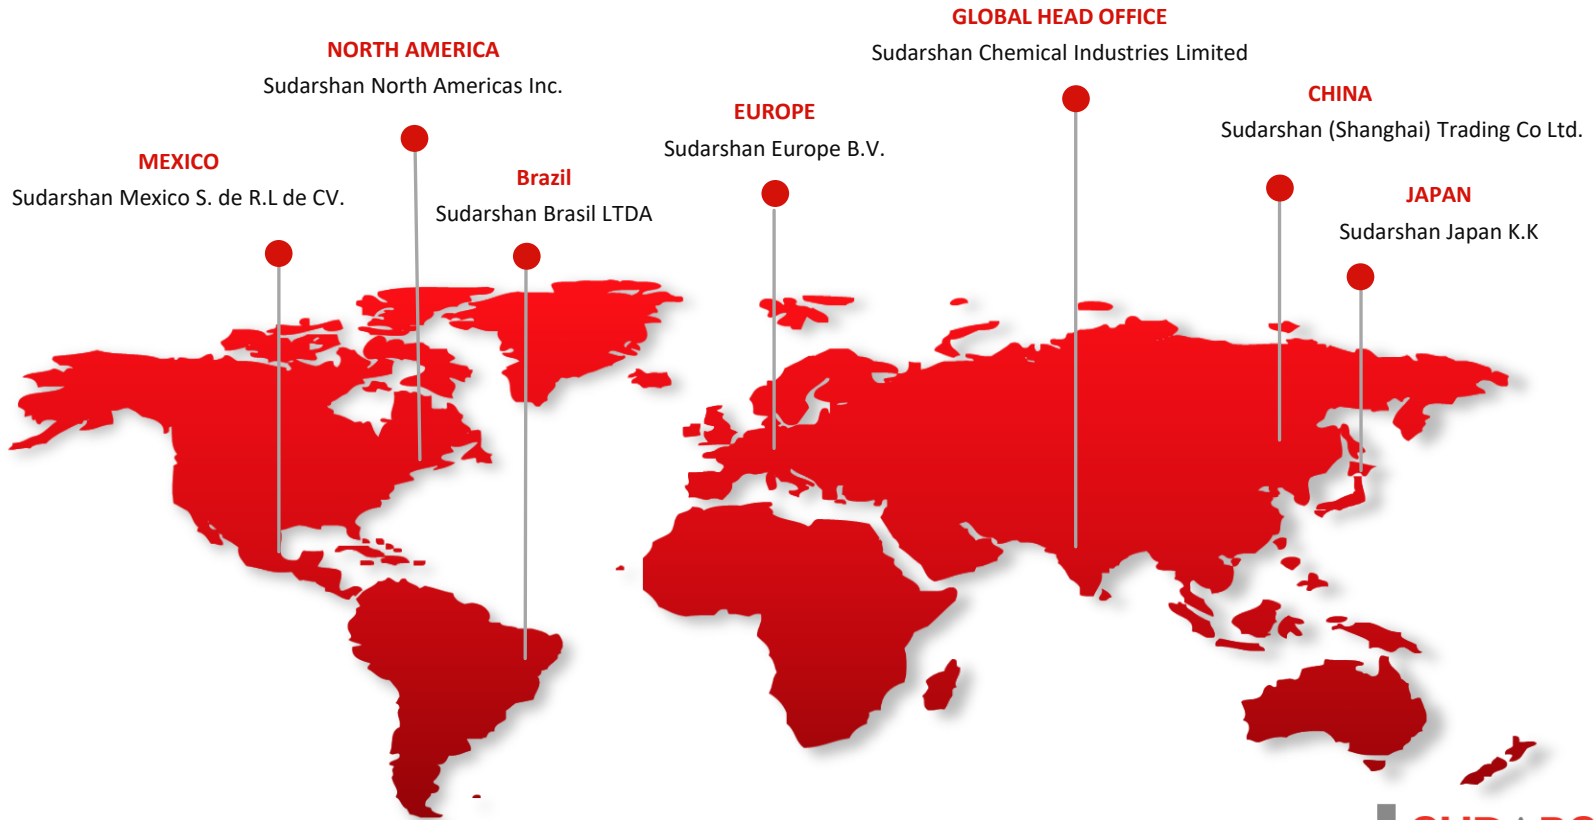 GLOBAL HEAD OFFICE
Sudarshan Chemical Industries Limited
NORTH AMERICA
Sudarshan North Americas Inc.
CHINA
Sudarshan (Shanghai) Trading Co Ltd.
EUROPE
Sudarshan Europe B.V.
MEXICO
Sudarshan Mexico S. de R.L de CV.
Brazil
Sudarshan Brasil LTDA
JAPAN
Sudarshan Japan K.K